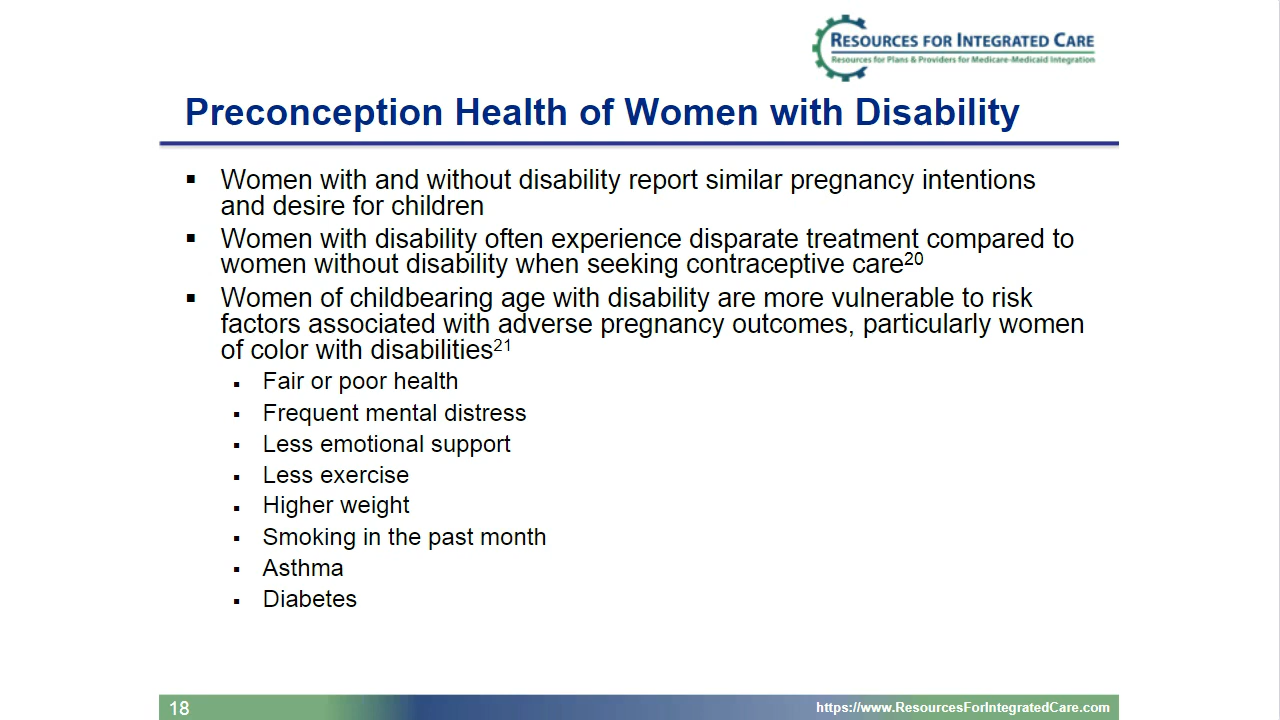 RESOURCES FOR INTEGRATED CARE
Resources for Plans & Providers for Medicare-Medicaid Integration
Preconception Health of Women with Disability
▪ Women with and without disability report similar pregnancy intentions
and desire for children
▪ Women with disability often experience disparate treatment compared to
women without disability when seeking contraceptive care20
▪ Women of childbearing age with disability are more vulnerable to risk
factors associated with adverse pregnancy outcomes, particularly women
of color with disabilities21
▪ Fair or poor health
▪ Frequent mental distress
▪ Less emotional support
▪ Less exercise
▪ Higher weight
▪ Smoking in the past month
▪ Asthma
▪ Diabetes
18
https://www.ResourcesForIntegratedCare.com